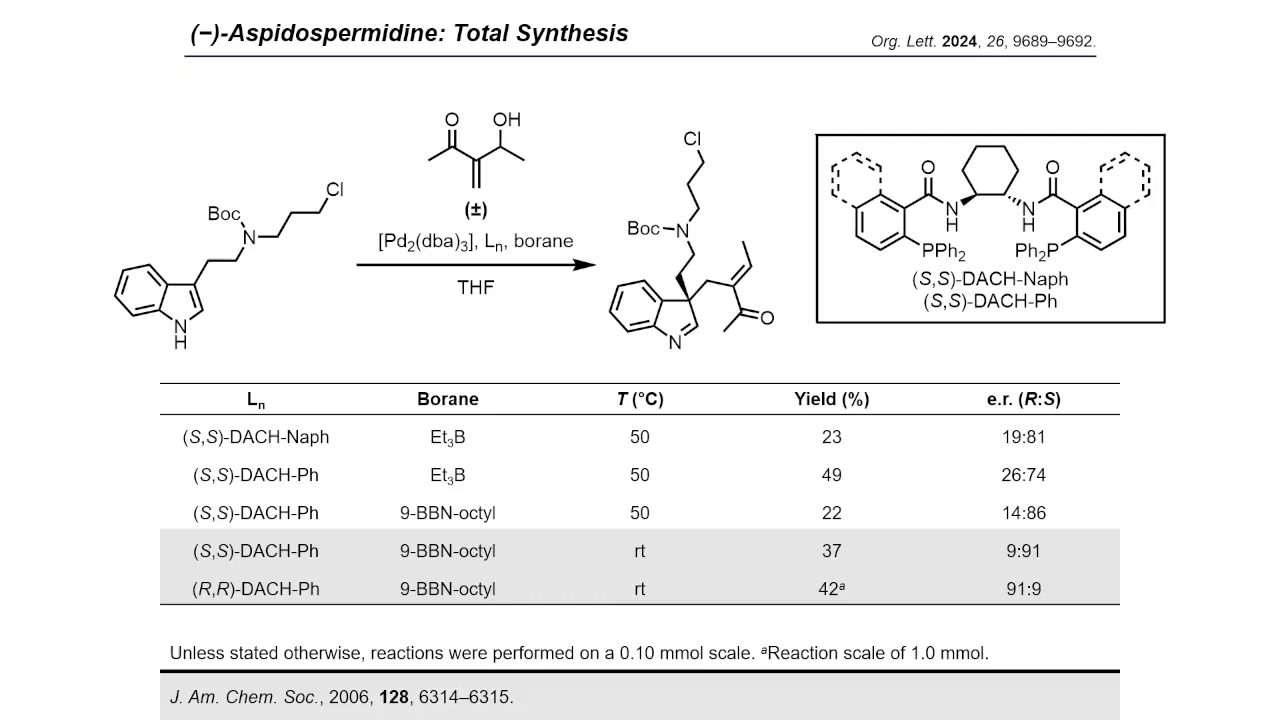 (−)-Aspidospermidine: Total Synthesis
Org. Lett. 2024, 26, 9689–9692.
O
OH
(±)
[Pd2(dba)3], Ln, borane
THF
Cl
Boc
N
N
H
Cl
Boc
N
N
O
O
O
N
H
N
H
PPh2
Ph2P
(S,S)-DACH-Naph
(S,S)-DACH-Ph
Ln Borane T (°C) Yield (%) e.r. (R:S)
(S,S)-DACH-Naph Et3B 50 23 19:81
(S,S)-DACH-Ph Et3B 50 49 26:74
(S,S)-DACH-Ph 9-BBN-octyl 50 22 14:86
(S,S)-DACH-Ph 9-BBN-octyl rt 37 9:91
(R,R)-DACH-Ph 9-BBN-octyl rt 42a 91:9
Unless stated otherwise, reactions were performed on a 0.10 mmol scale. aReaction scale of 1.0 mmol.
J. Am. Chem. Soc., 2006, 128, 6314–6315.